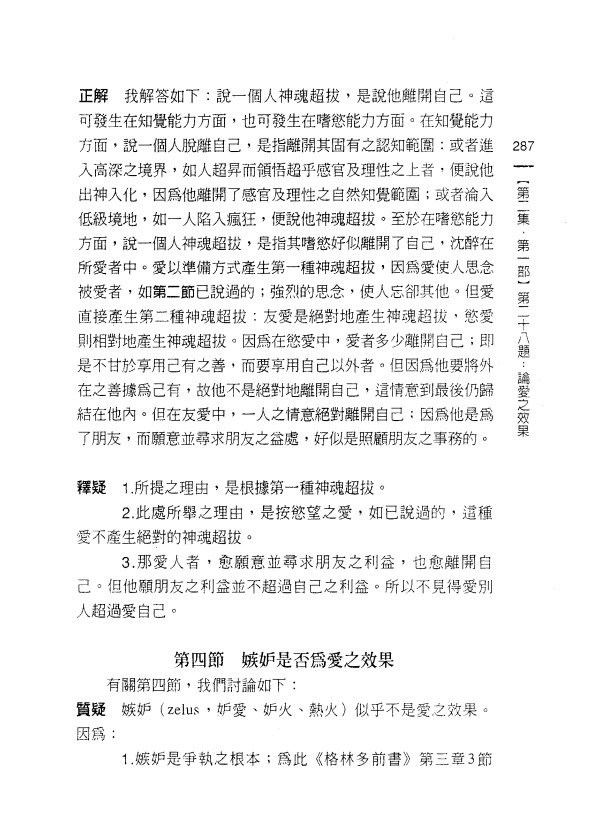 正解　我解答如下：說一個人神魂超拔，是說他離開自己。這
可發生在知覺能力方面，也可發生在嗜慾能力方面。在知覺能力
方面，說一個人脫離自己，是指離開其固有之認知範圍：或者進
入高深之境界，如人超昇而領悟超乎感官及理性之上者，便說他
出神入化，因爲他離開了感官及理性之自然知覺範圍；或者淪入
低級境地，如一人陷入瘋狂，便說他神魂超拔。至於在嗜慾能力
方面，說一個人神魂超拔，是指其嗜慾好似離開了自己，沈醉在
所愛者中。愛以準備方式產生第一種神魂超拔，因爲愛使人思念
被愛者，如第二節已說過的；強烈的思念，使人忘卻其他。但愛
直接產生第二種神魂超拔：友愛是絕對地產生神魂超拔，慾愛
則相對地產生神魂超拔。因爲在慾愛中，愛者多少離開自己；即
是不甘於享用己有之善，而要享用自己以外者。但因爲他要將外
在之善據爲己有，故他不是絕對地離開自己，這情意到最後仍歸
結在他內。但在友愛中，一人之情意絕對離開自己；因爲他是爲
了朋友，而願意並尋求朋友之益處，好似是照顧朋友之事務的。
釋疑　1.所提之理由，是根據第一種神魂超拔。
2.此處所舉之理由，是按慾望之愛，如已說過的，這種
愛不產生絕對的神魂超拔。
3.那愛人者，愈願意並尋求朋友之利益，也愈離開自
己。但他願朋友之利益並不超過自己之利益。所以不見得愛別
人超過愛自己。
第四節　嫉妒是否爲愛之效果
有關第四節，我們討論如下：
質疑　嫉妒（zelus，妒愛、妒火、熱火）似乎不是愛之效果。
因爲：
1.嫉妒是爭執之根本；爲此《格林多前書》第三章3節
287
【第二集．第一部】第二十八題：論愛之效果